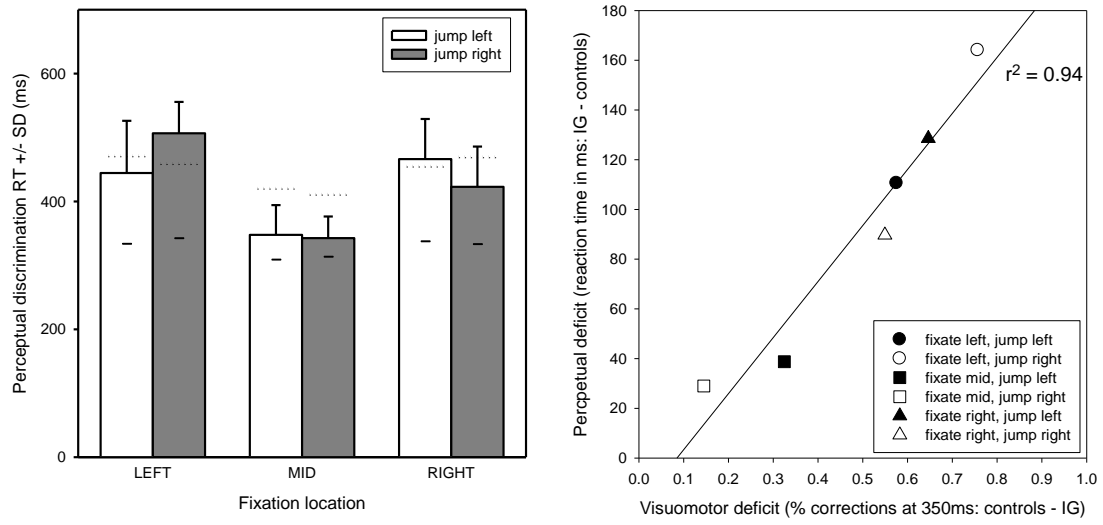 Perceptual discrimination RT +/- SD (ms)
600
400
200
0
jump left
jump right
LEFT
MID
RIGHT
Fixation location
Percpetual deficit (reaction time in ms: IG - controls)
180
160
140
120
100
80
60
40
20
0
r² = 0.94
fixate left, jump left
fixate left, jump right
fixate mid, jump left
fixate mid, jump right
fixate right, jump left
fixate right, jump right
0.0 0.1 0.2 0.3 0.4 0.5 0.6 0.7 0.8 0.9 1.0
Visuomotor deficit (% corrections at 350ms: controls - IG)